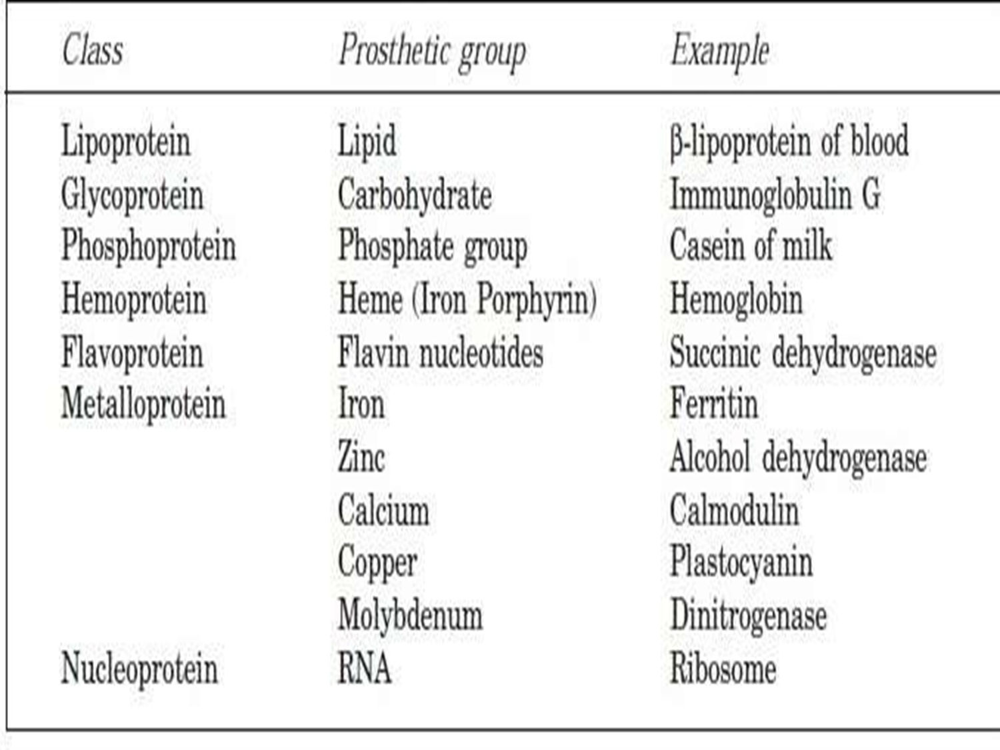 Class Prosthetic group Example
Lipoprotein Lipid β-lipoprotein of blood
Glycoprotein Carbohydrate Immunoglobulin G
Phosphoprotein Phosphate group Casein of milk
Hemoprotein Heme (Iron Porphyrin) Hemoglobin
Flavoprotein Flavin nucleotides Succinic dehydrogenase
Metalloprotein Iron Ferritin
Zinc Alcohol dehydrogenase
Calcium Calmodulin
Copper Plastocyanin
Molybdenum Dinitrogenase
Nucleoprotein RNA Ribosome